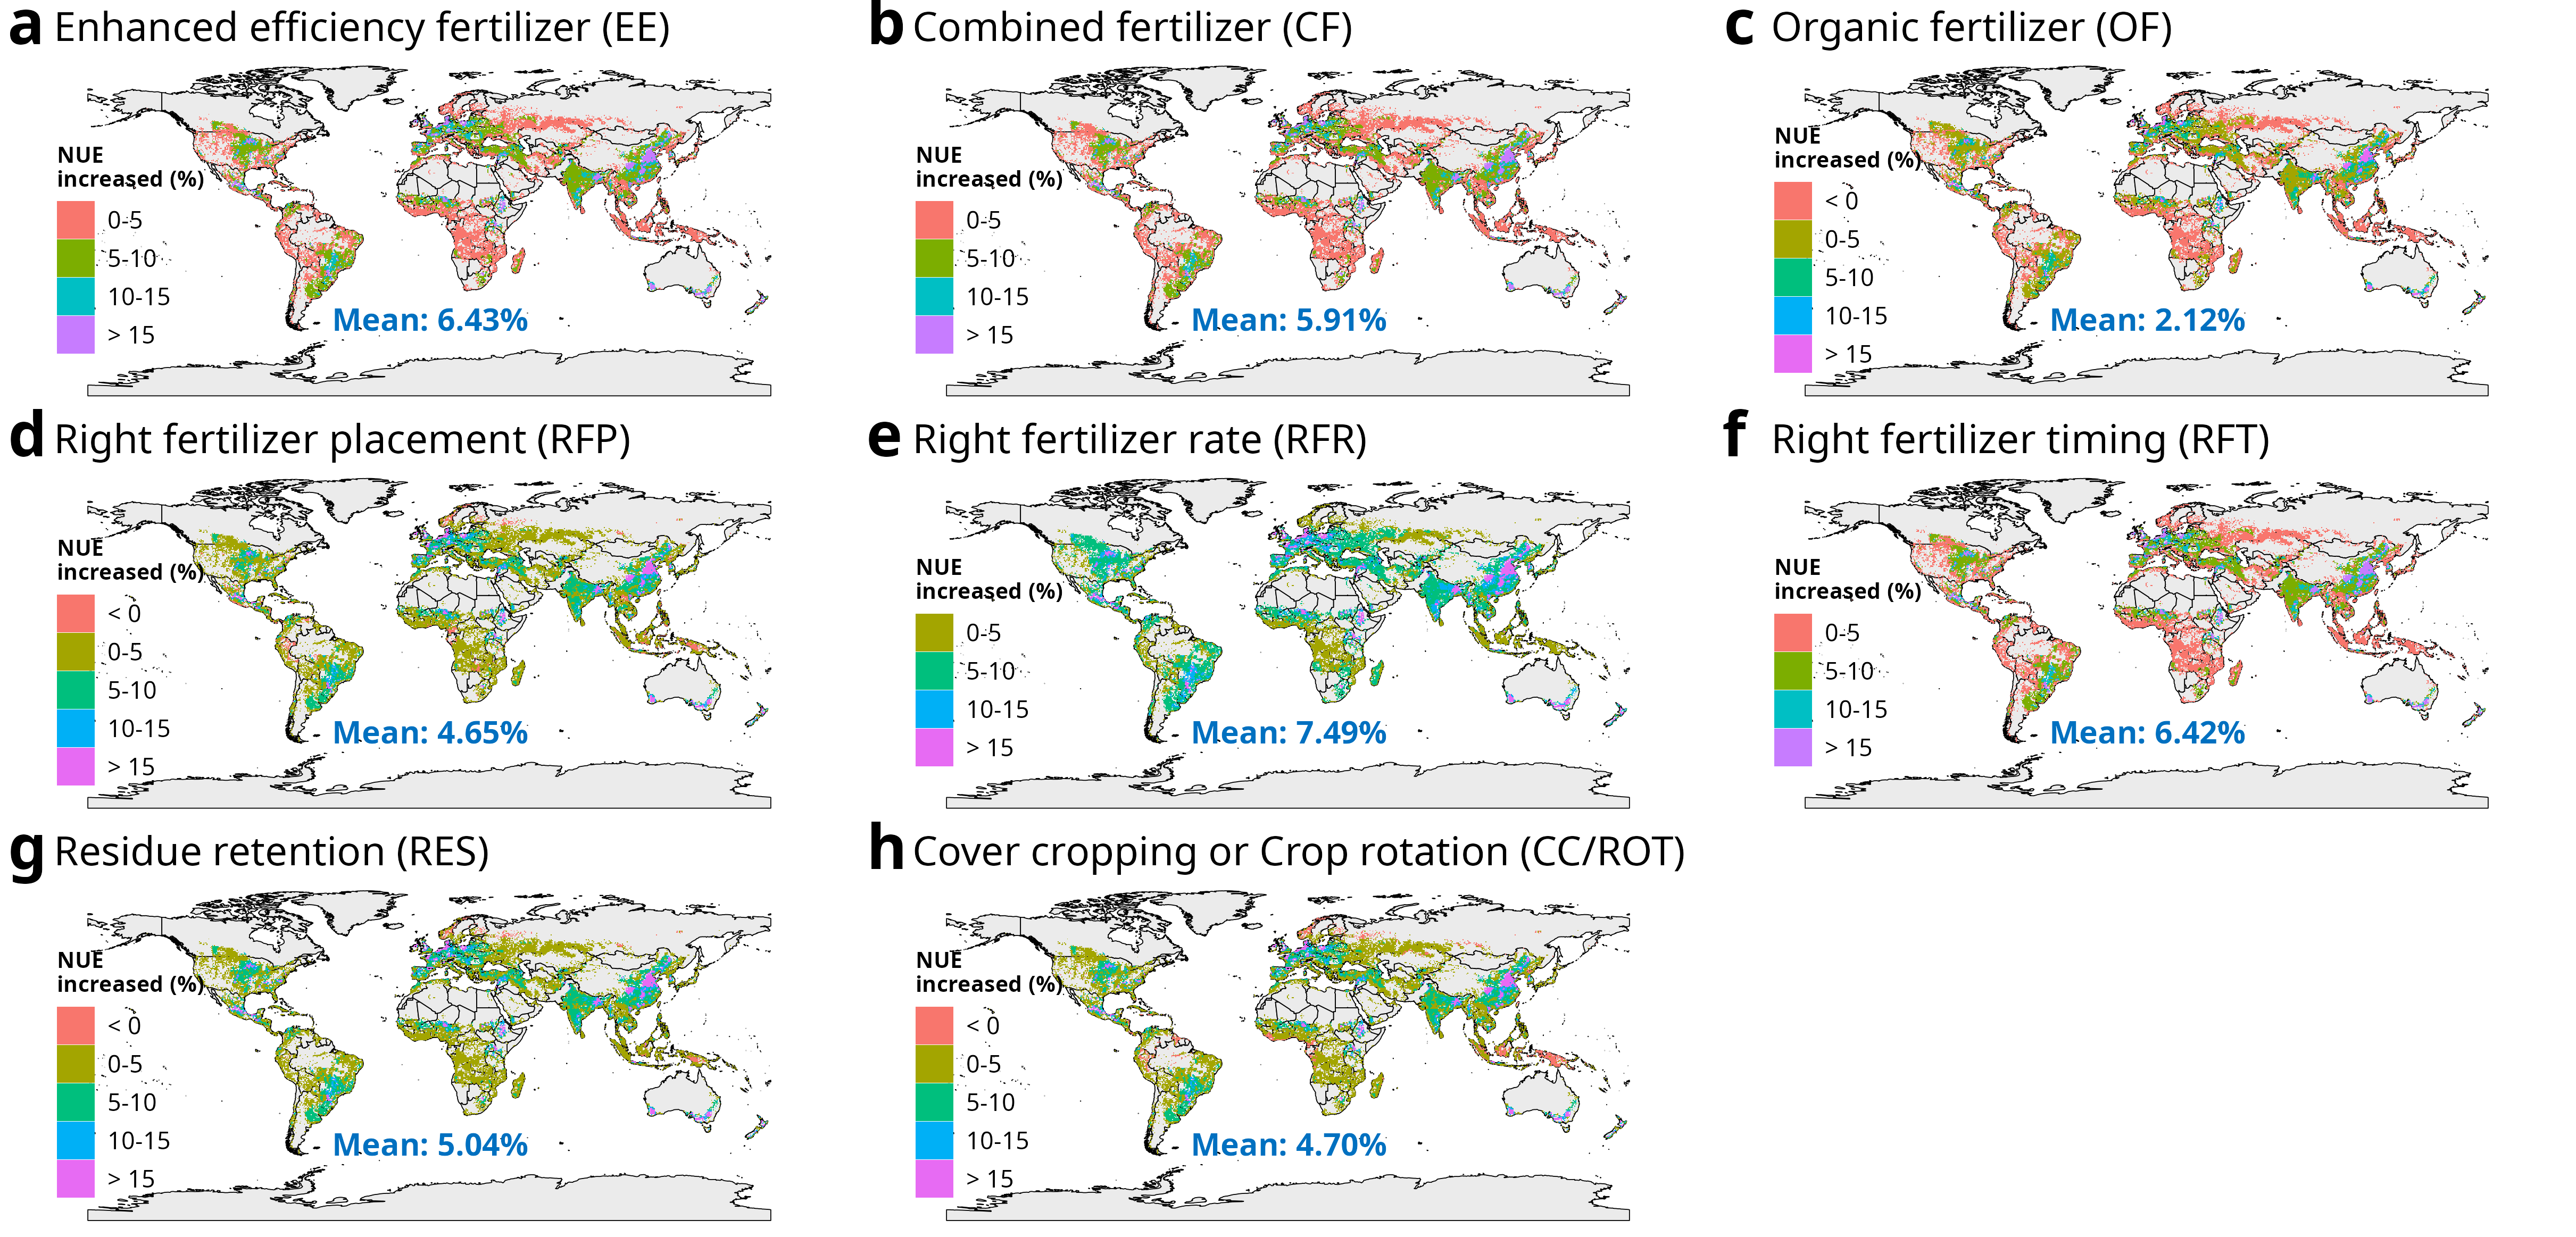 a Enhanced efficiency fertilizer (EE)
NUE
increased (%)
0-5
5-10
10-15
> 15
Mean: 6.43%
b Combined fertilizer (CF)
NUE
increased (%)
0-5
5-10
10-15
> 15
Mean: 5.91%
c Organic fertilizer (OF)
NUE
increased (%)
< 0
0-5
5-10
10-15
> 15
Mean: 2.12%
d Right fertilizer placement (RFP)
NUE
increased (%)
< 0
0-5
5-10
10-15
> 15
Mean: 4.65%
e Right fertilizer rate (RFR)
NUE
increased (%)
0-5
5-10
10-15
> 15
Mean: 7.49%
f Right fertilizer timing (RFT)
NUE
increased (%)
0-5
5-10
10-15
> 15
Mean: 6.42%
g Residue retention (RES)
NUE
increased (%)
< 0
0-5
5-10
10-15
> 15
Mean: 5.04%
h Cover cropping or Crop rotation (CC/ROT)
NUE
increased (%)
< 0
0-5
5-10
10-15
> 15
Mean: 4.70%